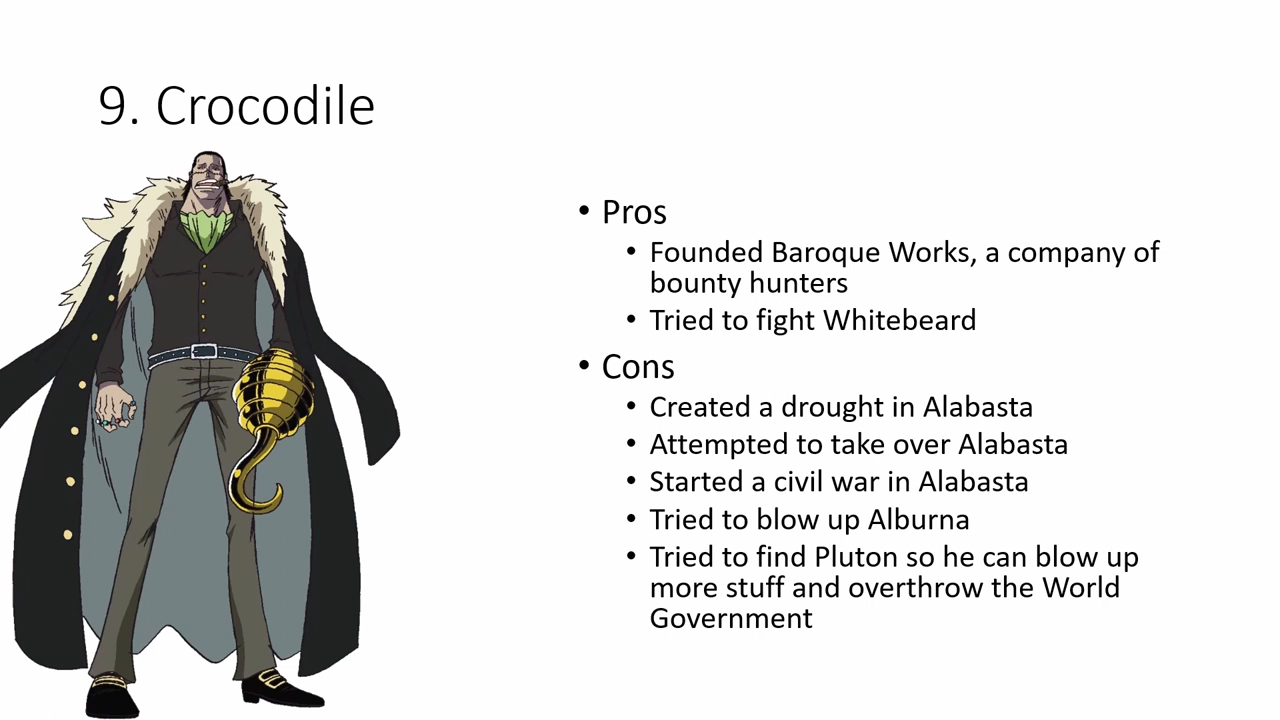 9. Crocodile
• Pros
• Founded Baroque Works, a company of
bounty hunters
• Tried to fight Whitebeard
• Cons
• Created a drought in Alabasta
• Attempted to take over Alabasta
• Started a civil war in Alabasta
• Tried to blow up Alburna
• Tried to find Pluton so he can blow up
more stuff and overthrow the World
Government